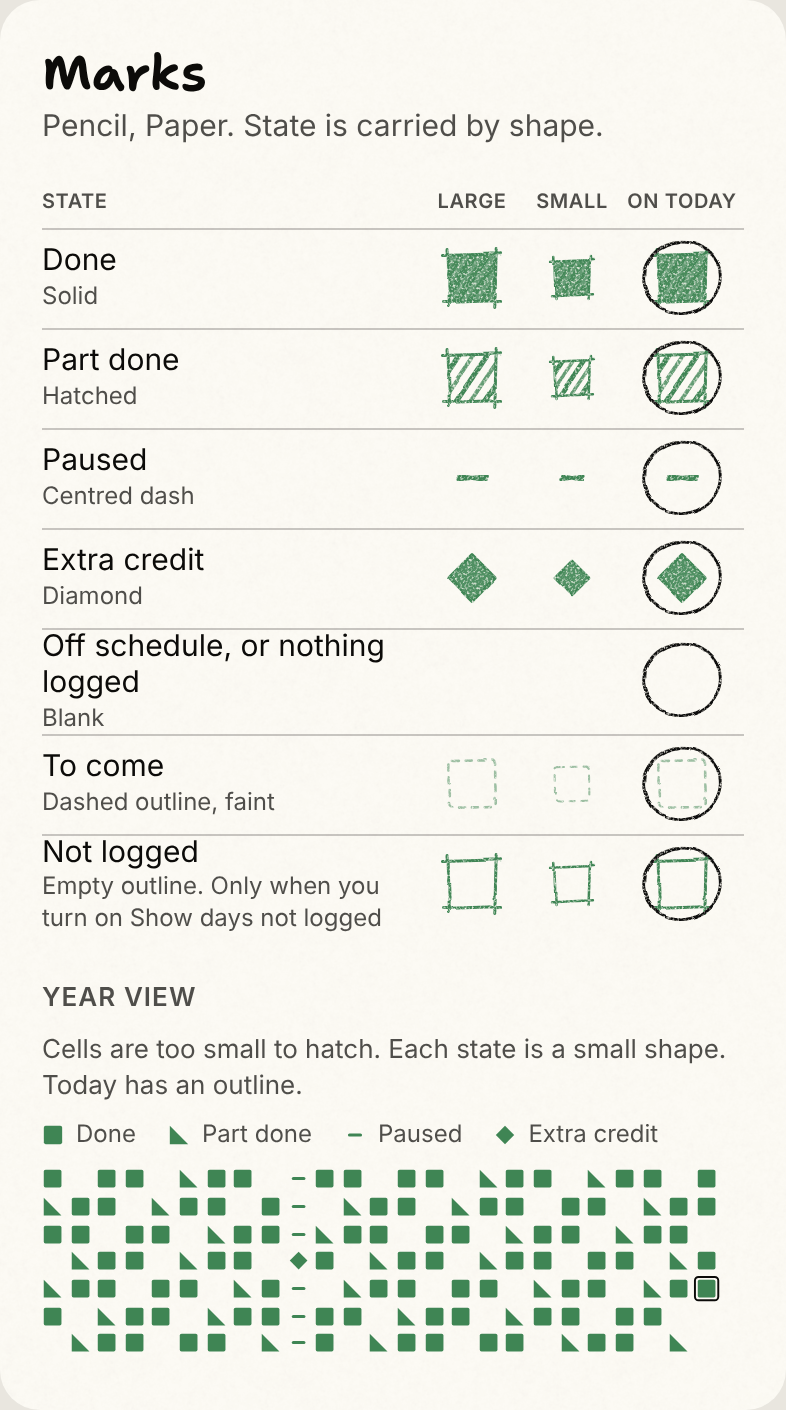 Marks
Pencil, Paper. State is carried by shape.
STATE LARGE SMALL ON TODAY
Done
Solid
Part done
Hatched
Paused
Centred dash
Extra credit
Diamond
Off schedule, or nothing
logged
Blank
To come
Dashed outline, faint
Not logged
Empty outline. Only when you
turn on Show days not logged
YEAR VIEW
Cells are too small to hatch. Each state is a small shape.
Today has an outline.
Done Part done Paused Extra credit